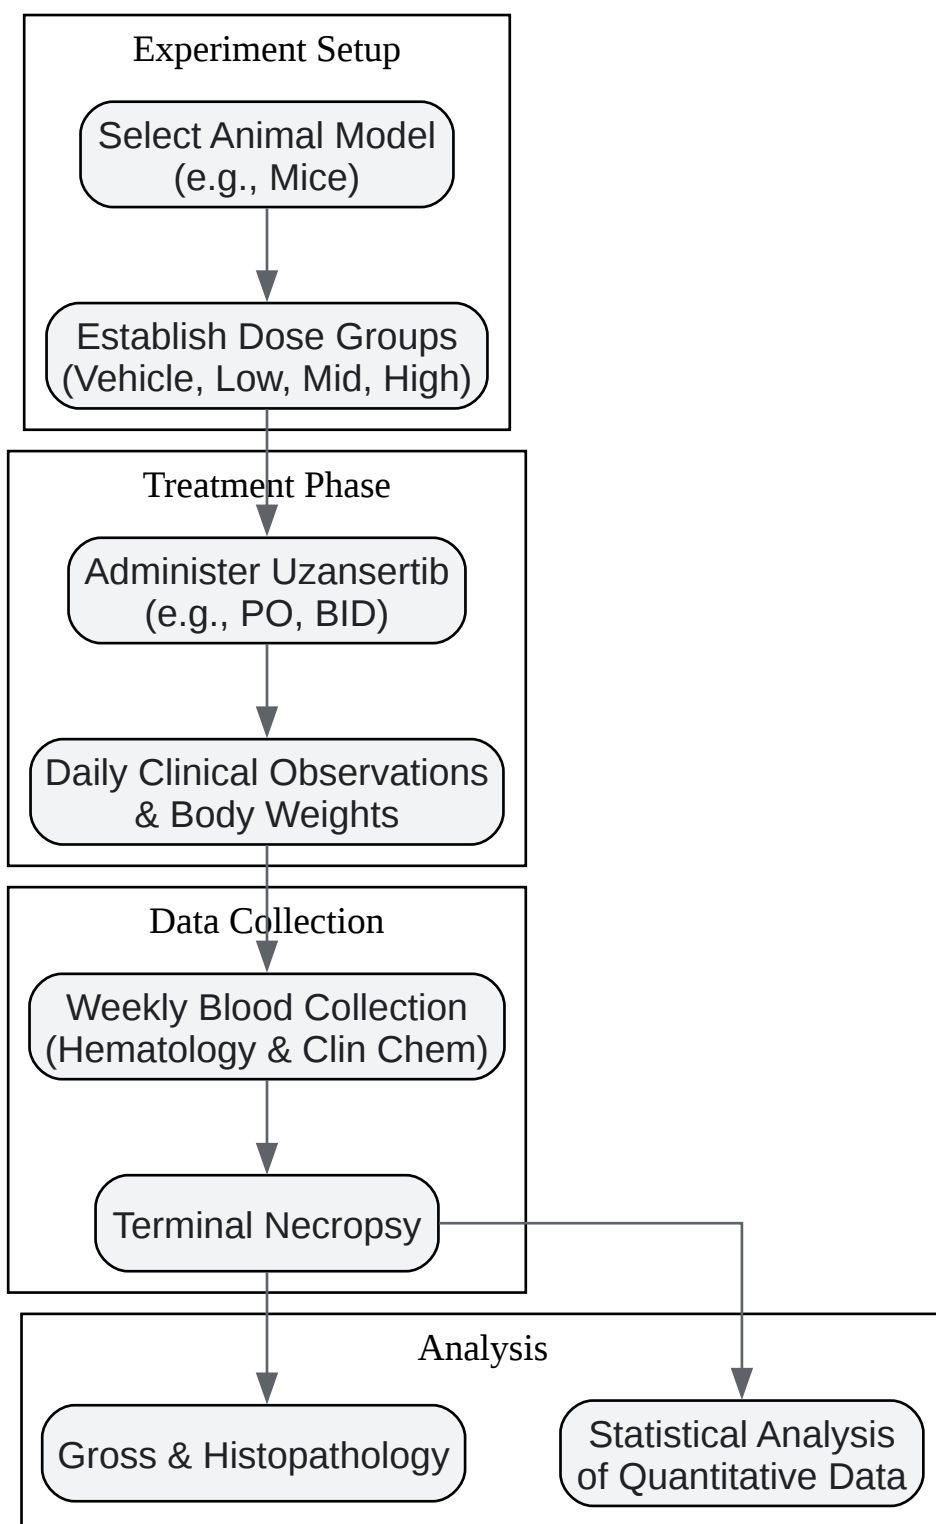 Experiment Setup
Select Animal Model
(e.g., Mice)
Establish Dose Groups
(Vehicle, Low, Mid, High)
Treatment Phase
Administer Uzansertib
(e.g., PO, BID)
Daily Clinical Observations
& Body Weights
Data Collection
Weekly Blood Collection
(Hematology & Clin Chem)
Terminal Necropsy
Analysis
Gross & Histopathology
Statistical Analysis
of Quantitative Data